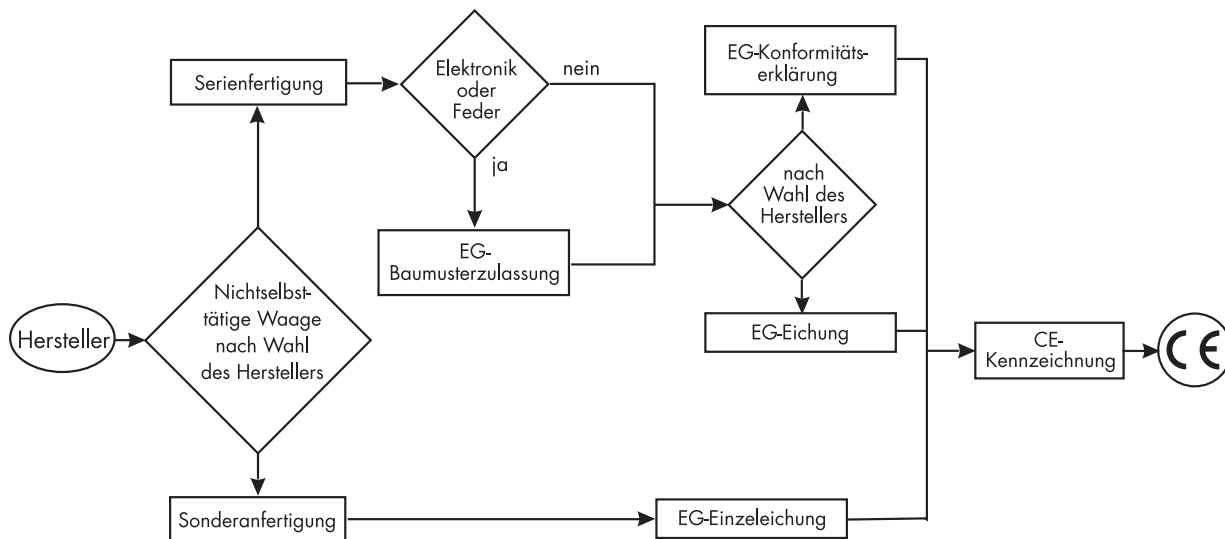 Hersteller
Nichtselbst-
tätige Waage
nach Wahl
des Herstellers
Serienfertigung
Elektronik
oder
Feder
nein
ja
EG-
Baumusterzulassung
nach
Wahl des
Herstellers
EG-Konformitäts-
erklärung
EG-Eichung
Sonderanfertigung
EG-Einzeleichung
CE-
Kennzeichnung
CE